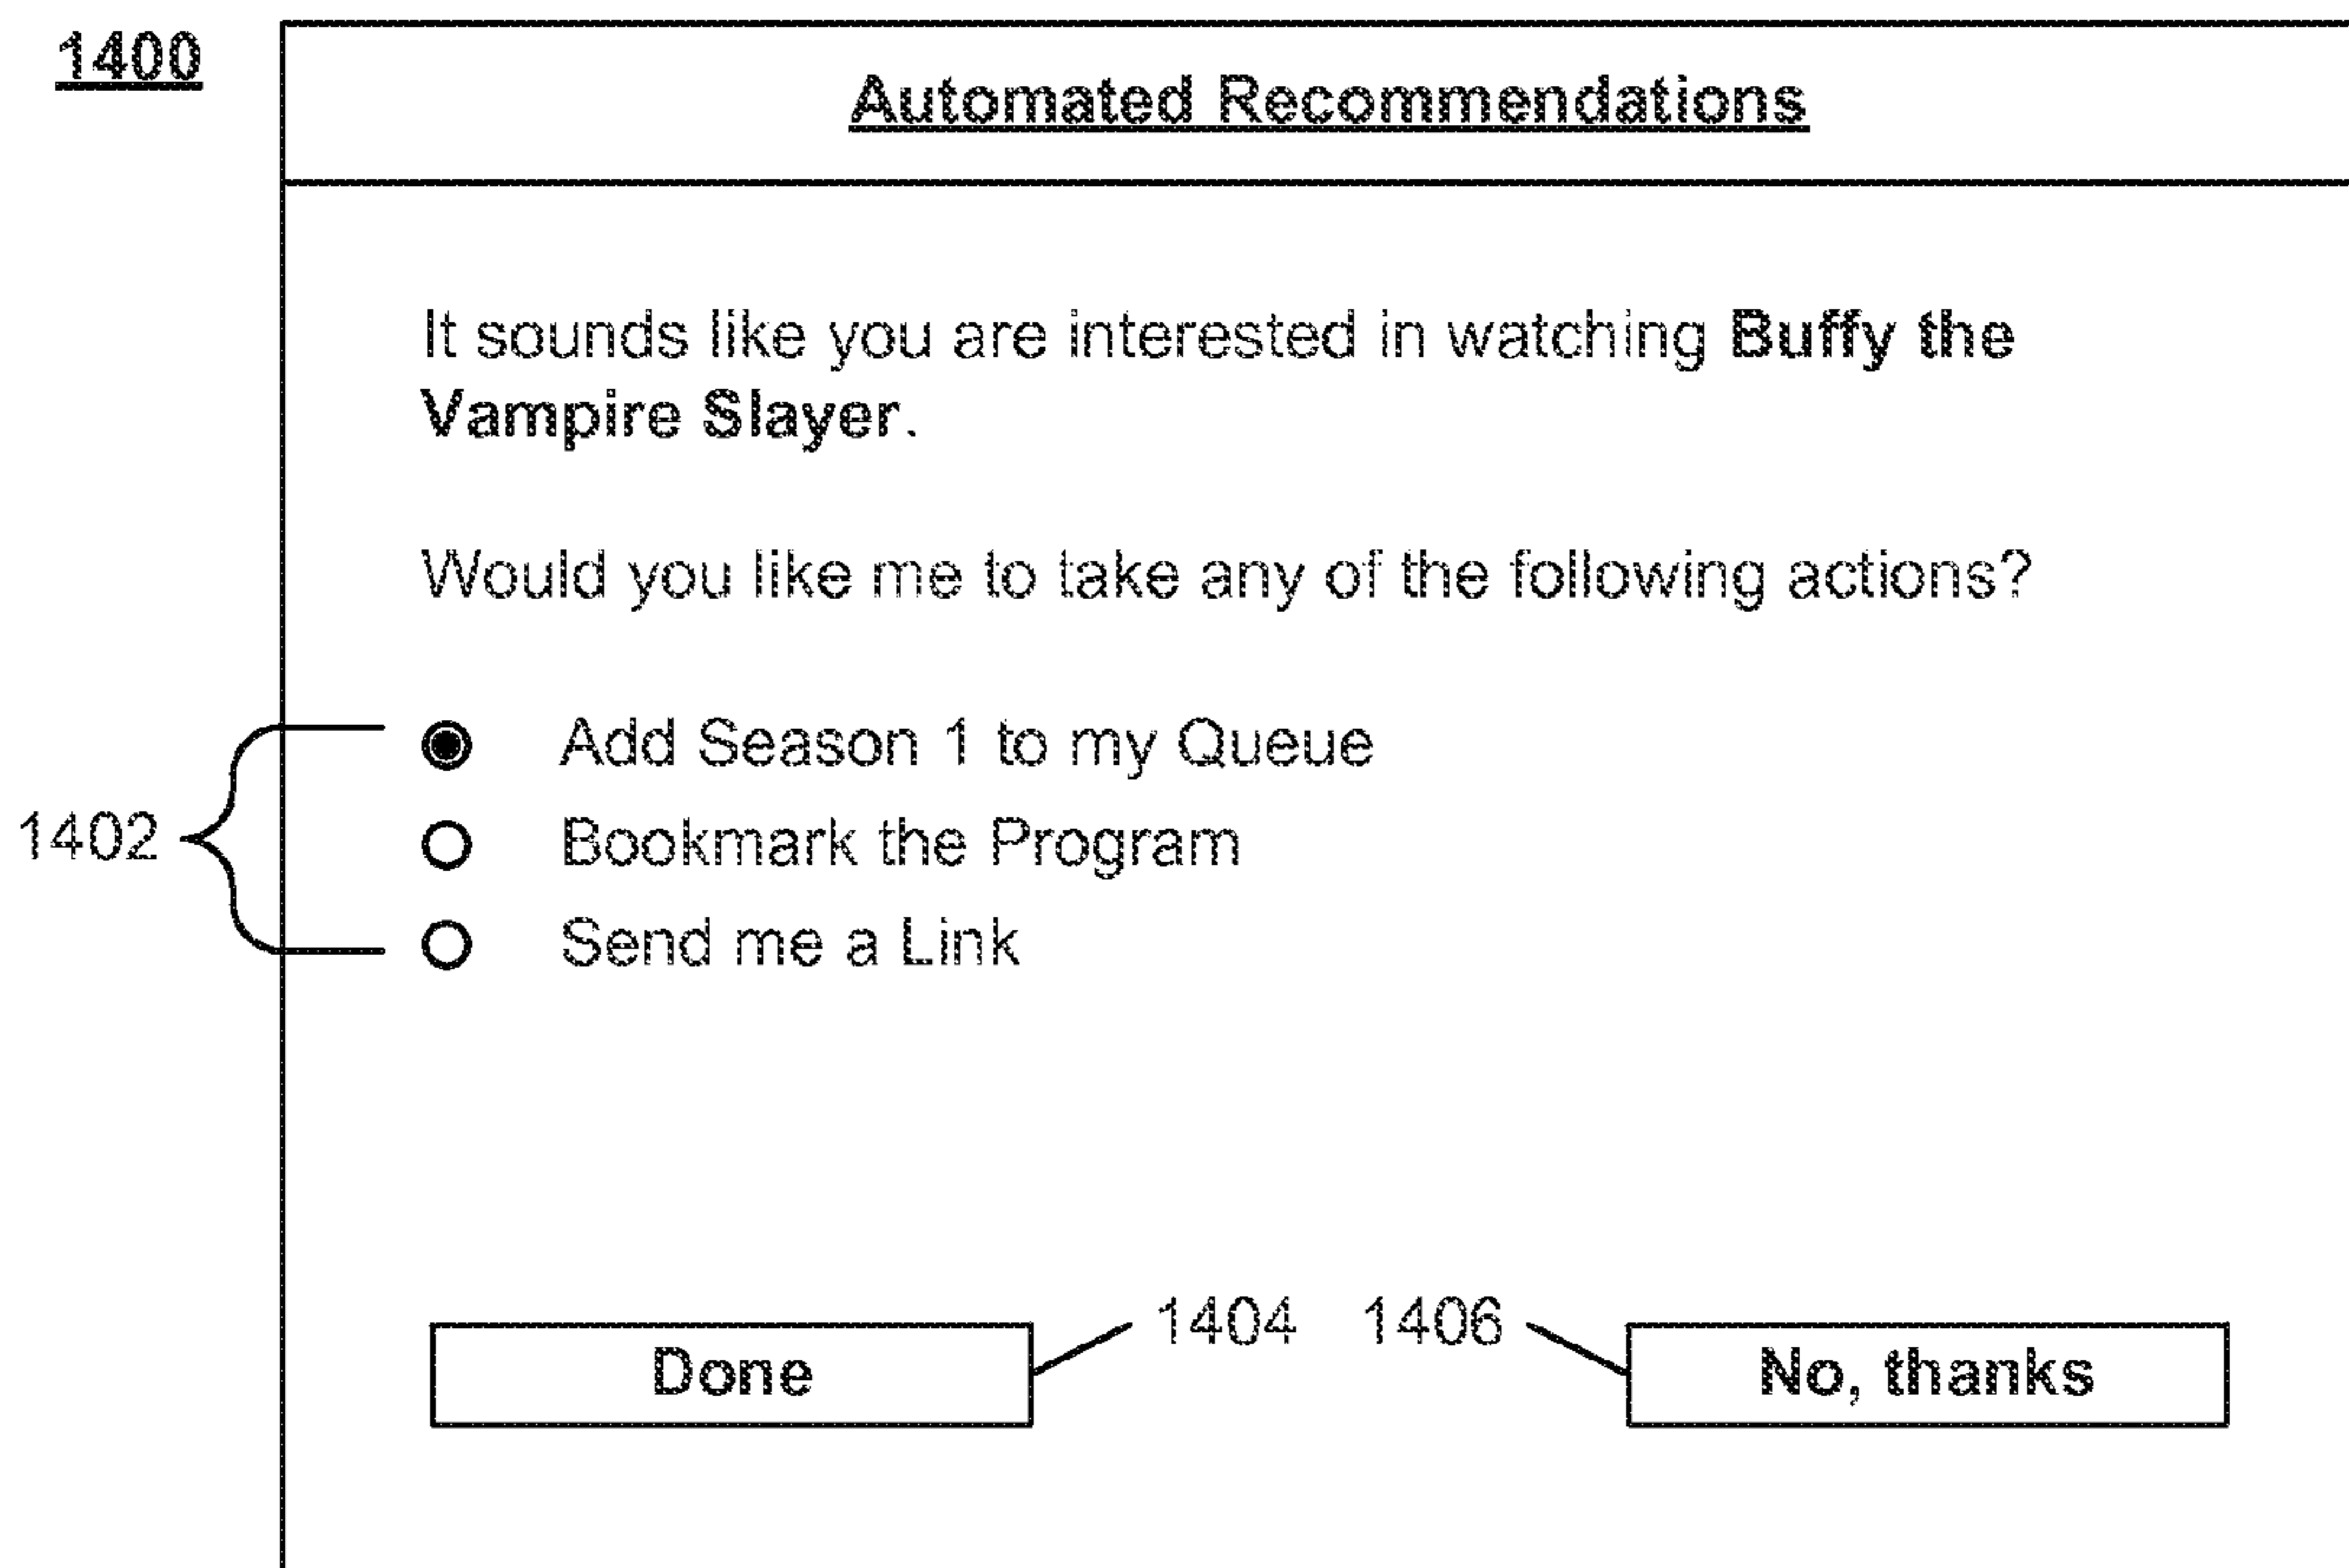 1400
Automated Recommendations
It sounds like you are interested in watching Buffy the
Vampire Slayer.
Would you like me to take any of the following actions?
Add Season 1 to my Queue
1402
Bookmark the Program
Send me a Link
1404 1406
Done
No, thanks